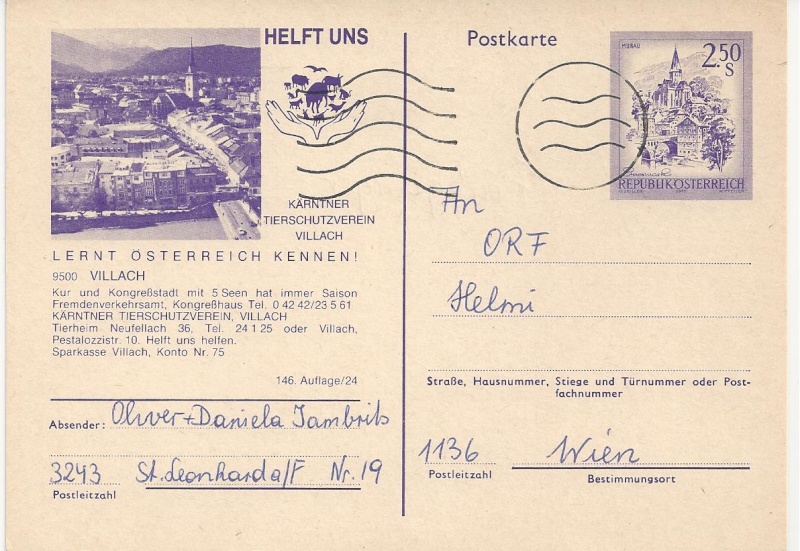 HELFT UNS
KÄRNTNER
TIERSCHUTZVEREIN
VILLACH
LERNT ÖSTERREICH KENNEN!
9500 VILLACH
Kur und Kongreßstadt mit 5 Seen hat immer Saison
Fremdenverkehrsamt, Kongreßhaus Tel. 0 42 42/23 5 61
KÄRNTNER TIERSCHUTZVEREIN, VILLACH
Tierheim Neufellach 36, Tel. 24 1 25 oder Villach,
Pestalozzistr. 10. Helft uns helfen.
Sparkasse Villach, Konto Nr. 75
146. Auflage/24
Absender: Oliver + Daniela Jambrits
3243 St. Leonhard a/F Nr. 19
Postleitzahl
Postkarte
MURAU
2.50
S
Steiermark
REPUBLIK ÖSTERREICH
An
ORF
Helmi
Straße, Hausnummer, Stiege und Türnummer oder Post-
fachnummer
1136 Wien
Postleitzahl Bestimmungsort